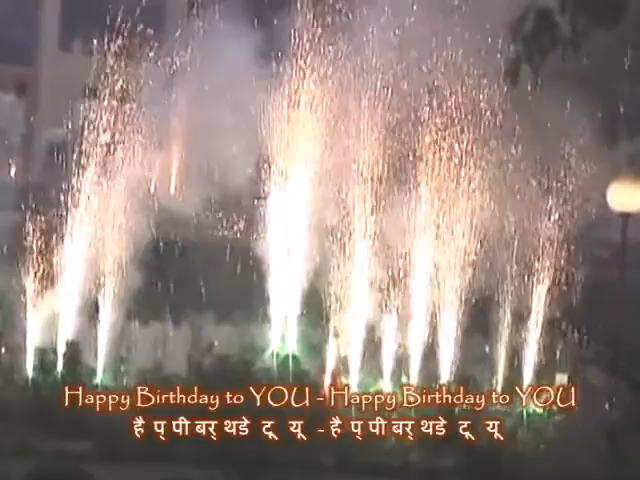 Happy Birthday to YOU - Happy Birthday to YOU
है प् पी बर् थडे टू यू - है प् पी बर् थडे टू यू